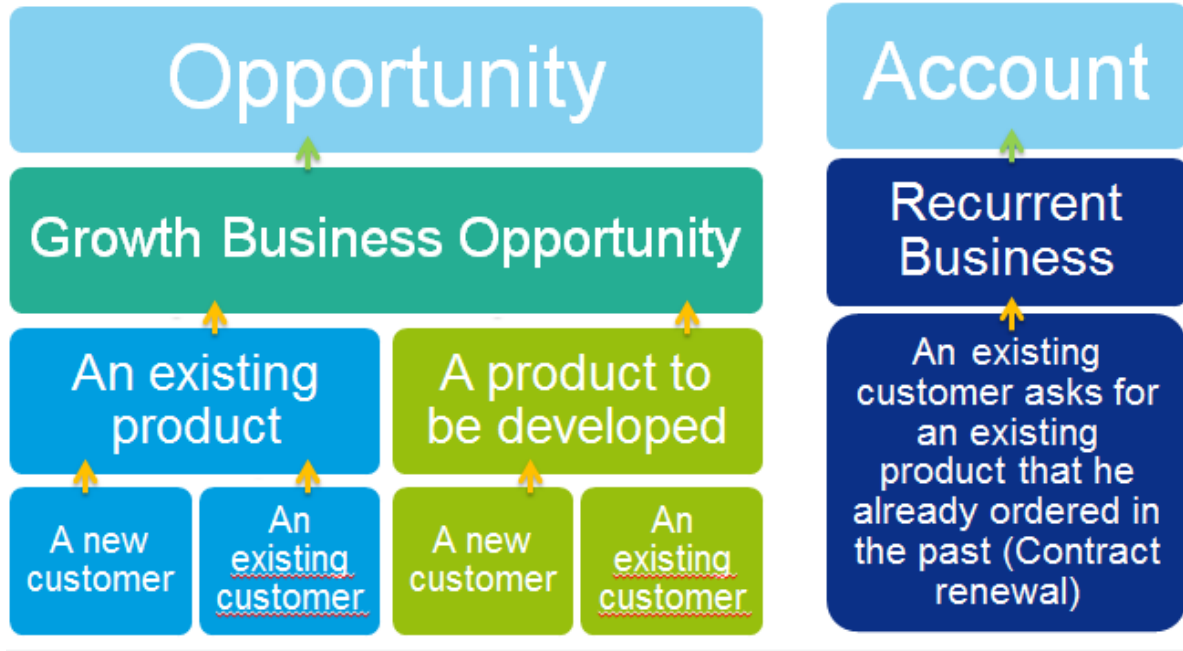 Opportunity
Growth Business Opportunity
An existing
product
A product to
be developed
A new
customer
An
existing
customer
A new
customer
An
existing
customer
Account
Recurrent
Business
An existing
customer asks for
an existing
product that he
already ordered in
the past (Contract
renewal)